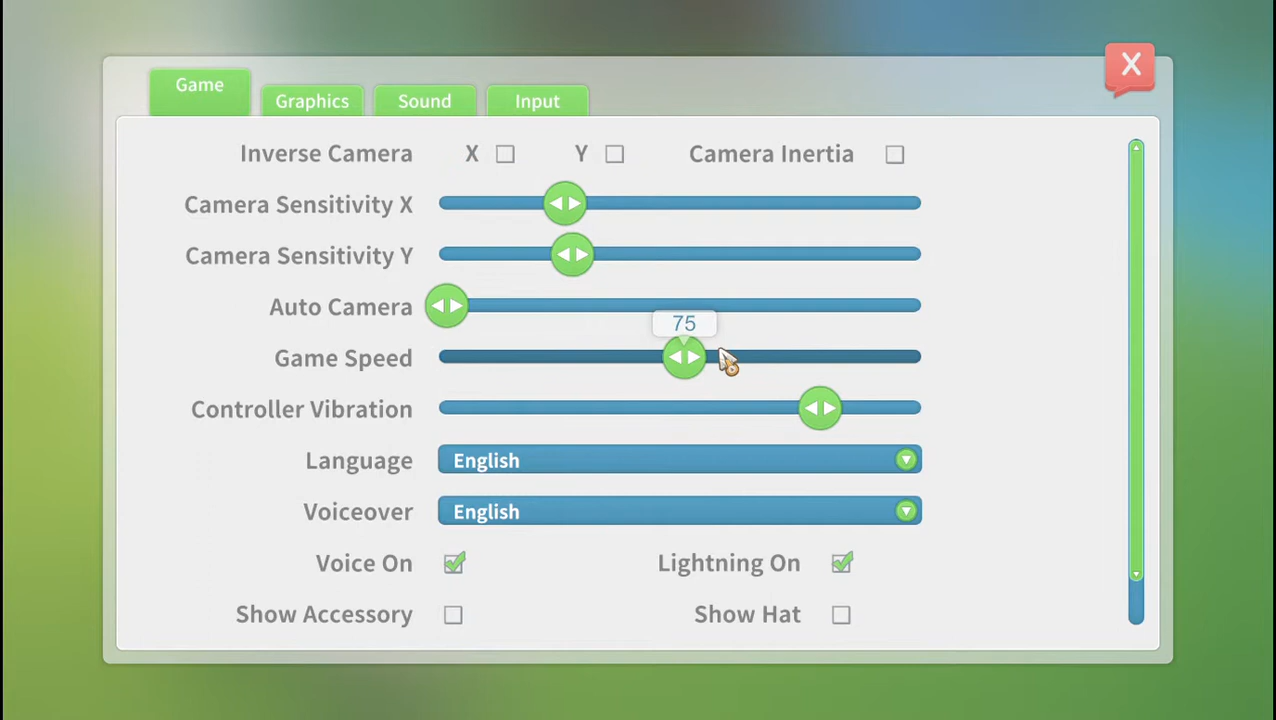 Game Graphics Sound Input X
Inverse Camera X Y Camera Inertia
Camera Sensitivity X
Camera Sensitivity Y
Auto Camera
75
Game Speed
Controller Vibration
Language English
Voiceover English
Voice On Lightning On
Show Accessory Show Hat